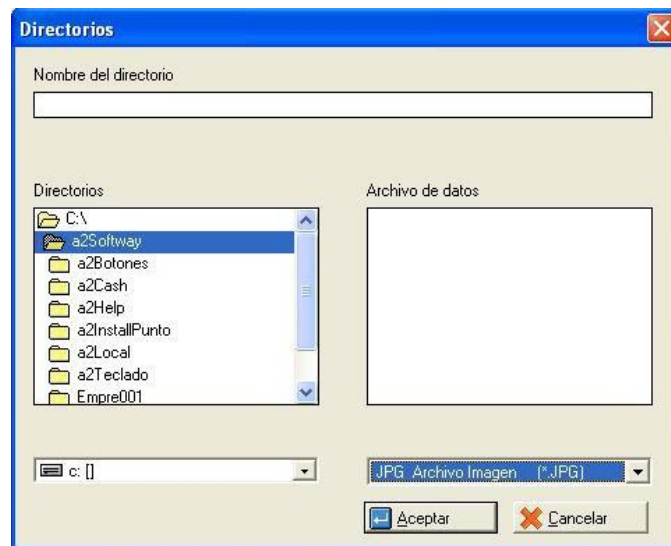 Directorios
Nombre del directorio
Directorios
C:\
a2Softway
a2Botones
a2Cash
a2Help
a2InstallPunto
a2Local
a2Teclado
Empre001
c: []
Archivo de datos
JPG Archivo Imagen (*.JPG)
Aceptar
Cancelar